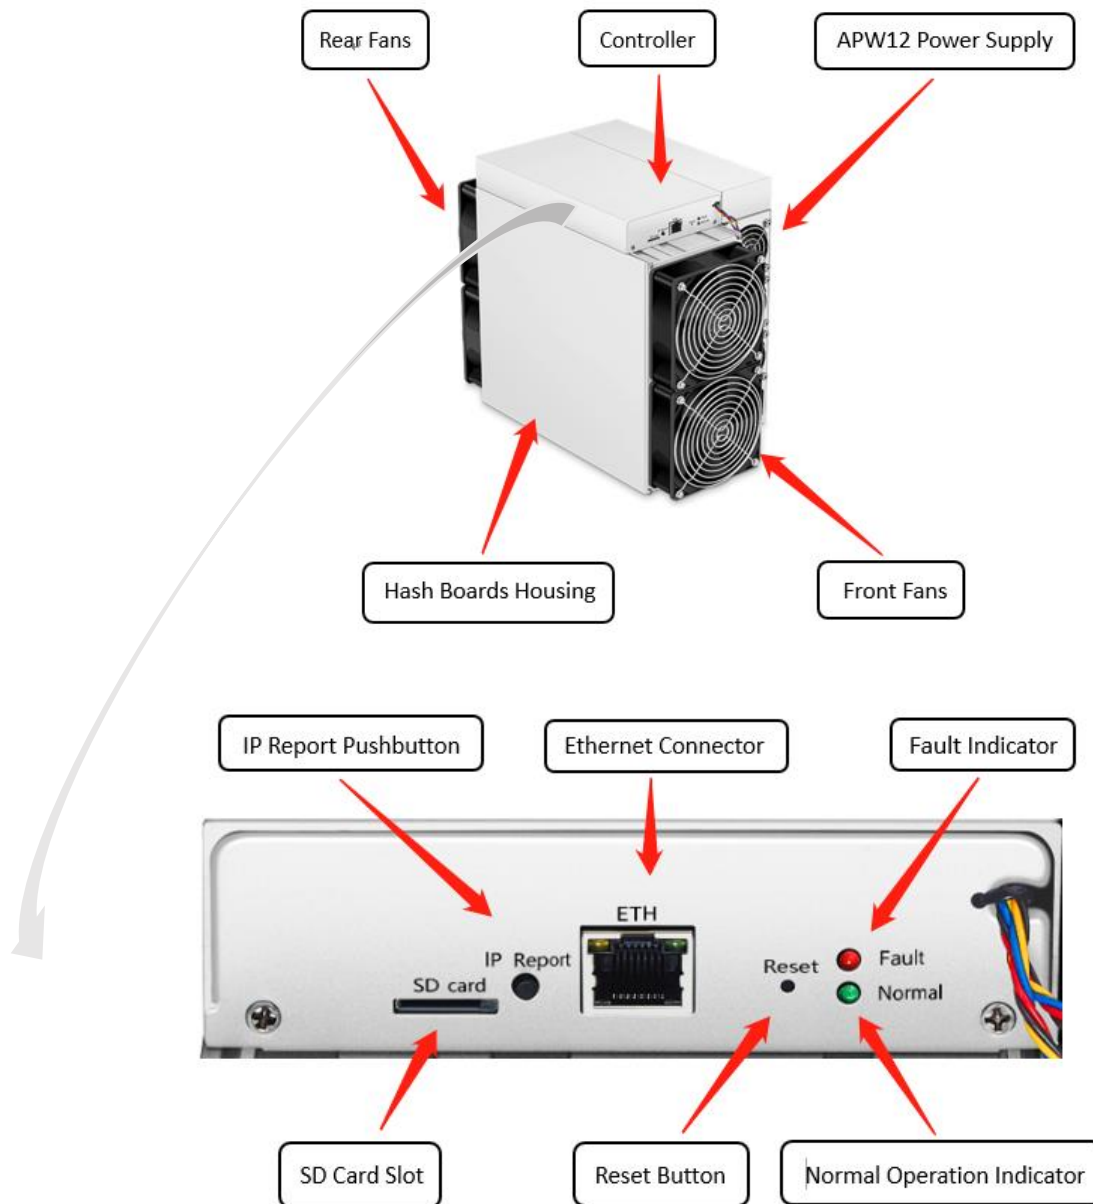 Rear Fans
Controller
APW12 Power Supply
Hash Boards Housing
Front Fans
IP Report Pushbutton
Ethernet Connector
Fault Indicator
ETH
IP Report
SD card
Reset
Fault
Normal
SD Card Slot
Reset Button
Normal Operation Indicator